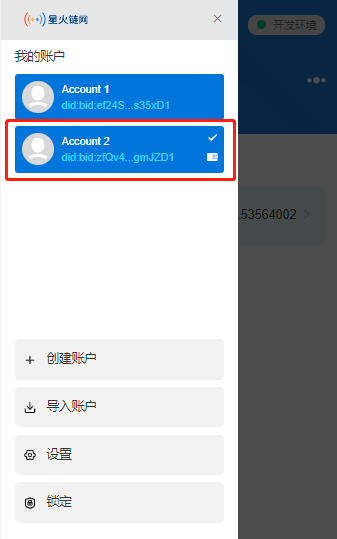 星火链网
开发环境
我的账户
Account 1
did:bid:ef24S...s35xD1
Account 2
did:bid:zfQv4...gmJZD1
.53564002
创建账户
导入账户
设置
锁定